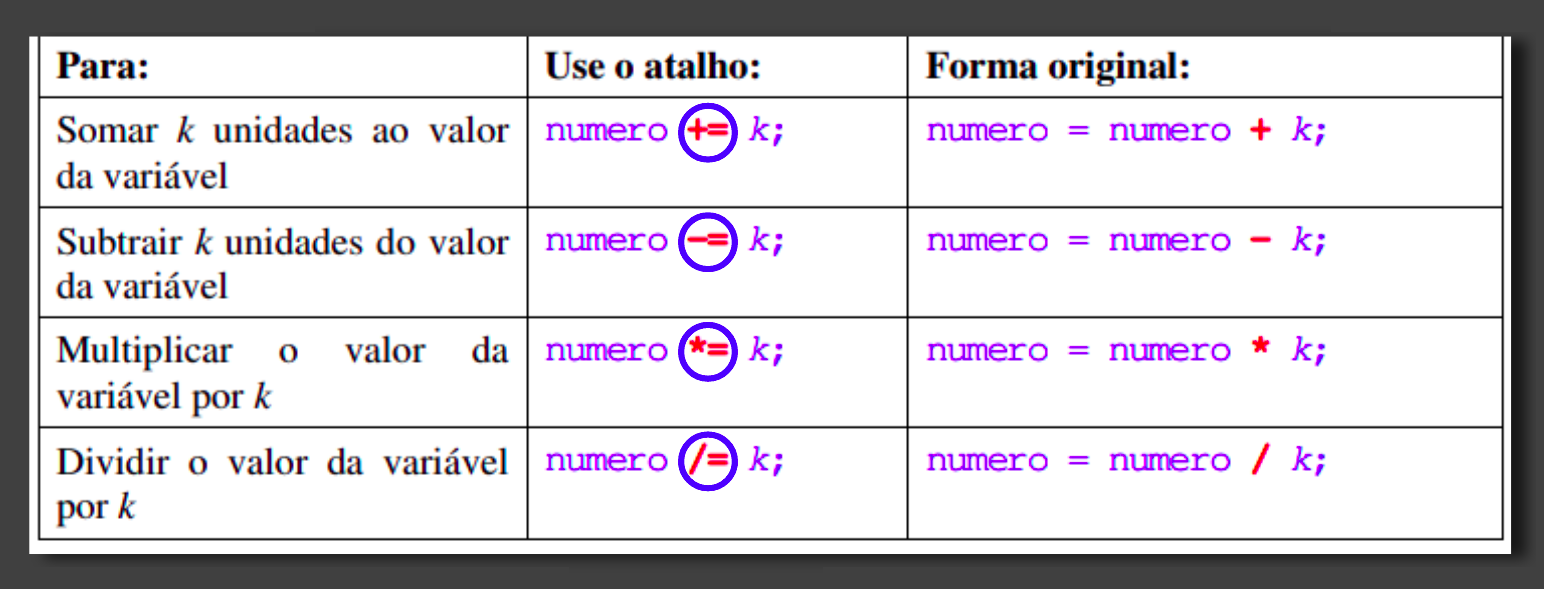 Para: Use o atalho: Forma original:
Somar k unidades ao valor da variável numero += k; numero = numero + k;
Subtrair k unidades do valor da variável numero -= k; numero = numero - k;
Multiplicar o valor da variável por k numero *= k; numero = numero * k;
Dividir o valor da variável por k numero /= k; numero = numero / k;